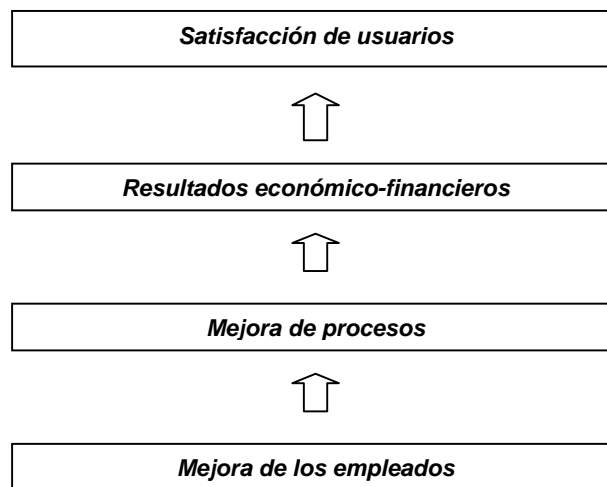 Satisfacción de usuarios
Resultados económico-financieros
Mejora de procesos
Mejora de los empleados